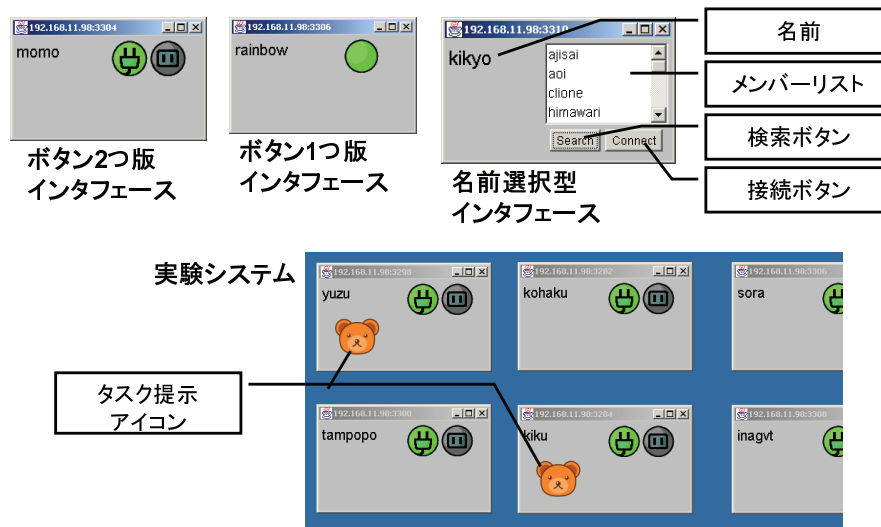 192.168.11.98:3304
momo
ボタン2つ版
インタフェース
192.168.11.98:3306
rainbow
ボタン1つ版
インタフェース
192.168.11.98:3310
kikyo
ajisai
aoi
clione
himawari
Search
Connect
名前選択型
インタフェース
名前
メンバーリスト
検索ボタン
接続ボタン
実験システム
192.168.11.98:3298
yuzu
192.168.11.98:3282
kohaku
192.168.11.98:3306
sora
タスク提示
アイコン
192.168.11.98:3300
tampopo
192.168.11.98:3284
kiku
192.168.11.98:3308
inagvt